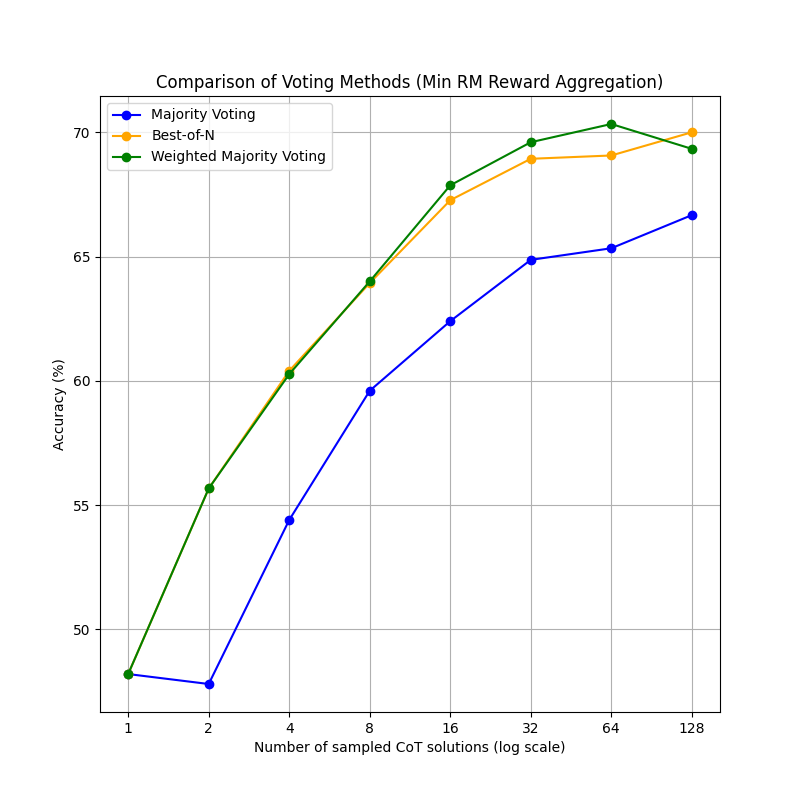 Comparison of Voting Methods (Min RM Reward Aggregation)
Majority Voting
Best-of-N
Weighted Majority Voting
70
65
60
55
50
Accuracy (%)
1 2 4 8 16 32 64 128
Number of sampled CoT solutions (log scale)